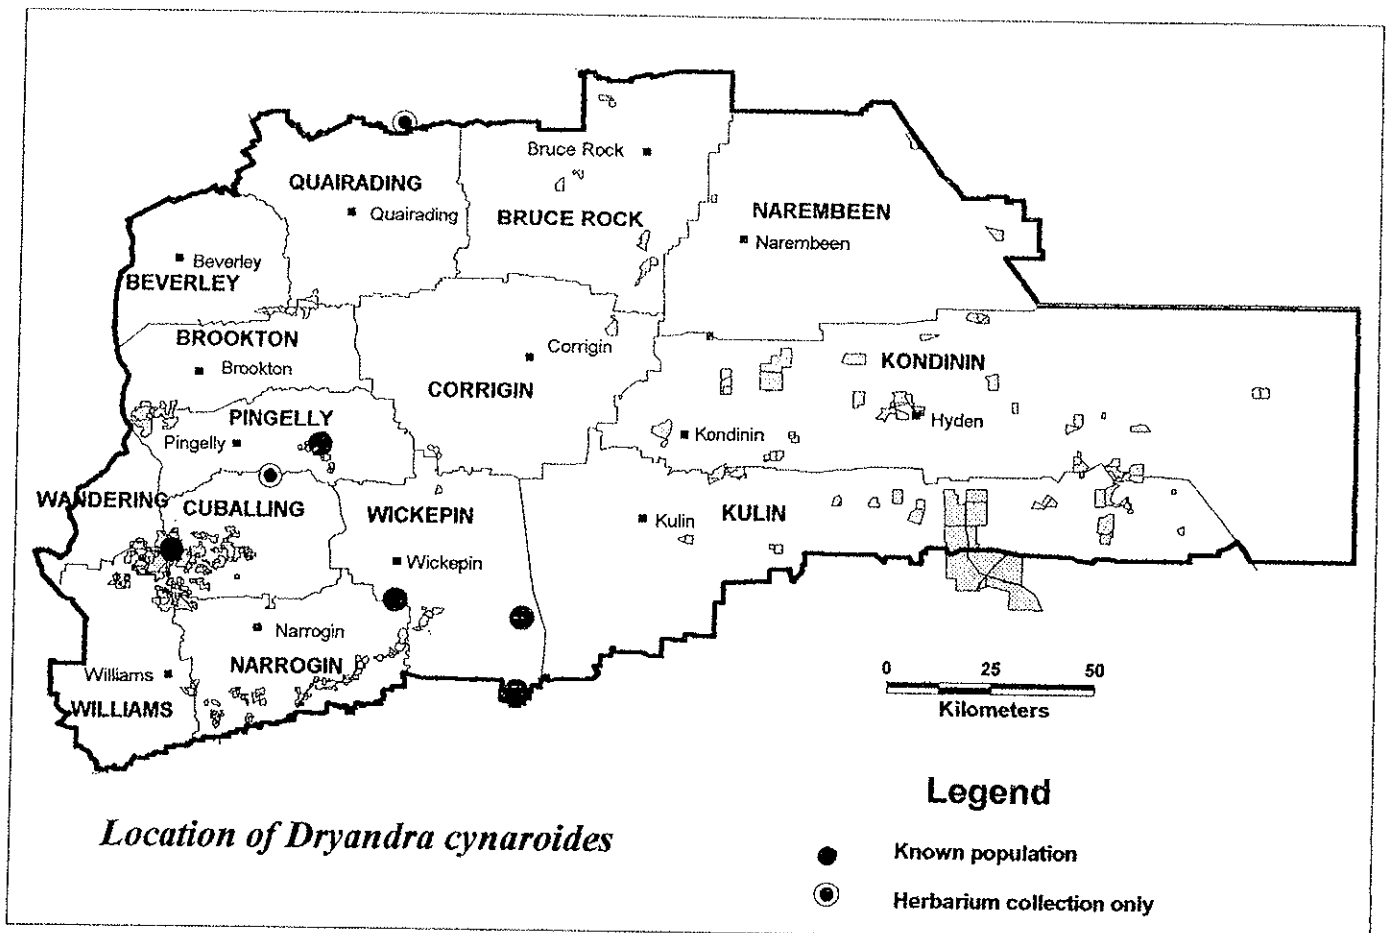 Bruce Rock
QUAIRADING
Quairading
BRUCE ROCK
NAREMBEEN
Narembeen
Beverley
BEVERLEY
BROOKTON
Brookton
Corrigin
CORRIGIN
KONDININ
Hyden
PINGELLY
Pingelly
Kondinin
WANDERING
CUBALLING
WICKEPIN
Kulin
KULIN
Wickepin
Narrogin
NARROGIN
Williams
WILLIAMS
0 25 50
Kilometers
Legend
Location of Dryandra cynaroides
Known population
Herbarium collection only